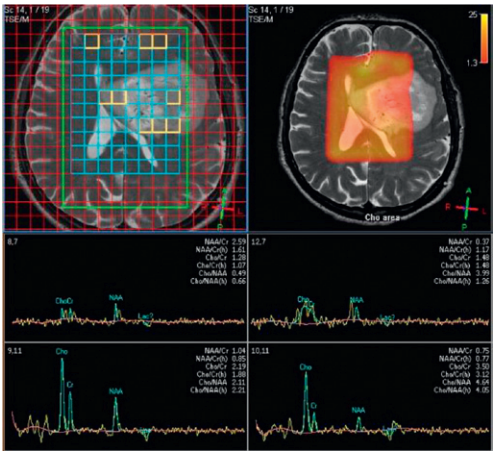 Sc 14, 1 / 19
TSE/M
A
R
L
P
Sc 14, 1 / 19
TSE/M
25
1.3
A
L
P
Cho area
8,7
NAA/Cr 2.59
NAA/Cr(h) 1.61
Cho/Cr 1.28
Cho/Cr(h) 1.07
Cho/NAA 0.49
Cho/NAA(h) 0.66
Cho
Cr
NAA
Lac?
12,7
NAA/Cr 0.37
NAA/Cr(h) 1.17
Cho/Cr 1.48
Cho/Cr(h) 1.48
Cho/NAA 3.99
Cho/NAA(h) 1.26
Cho
NAA
Lac?
9,11
NAA/Cr 1.04
NAA/Cr(h) 0.85
Cho/Cr 2.19
Cho/Cr(h) 1.88
Cho/NAA 2.11
Cho/NAA(h) 2.21
Cho
Cr
NAA
10,11
NAA/Cr 0.75
NAA/Cr(h) 0.77
Cho/Cr 3.50
Cho/Cr(h) 3.12
Cho/NAA 4.64
Cho/NAA(h) 4.05
Cho
Cr
NAA